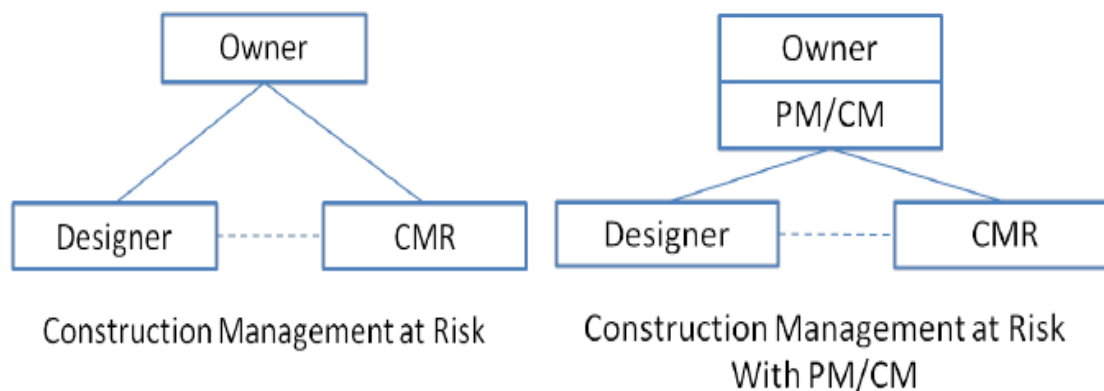 Owner
Designer
CMR
Construction Management at Risk
Owner
PM/CM
Designer
CMR
Construction Management at Risk
With PM/CM